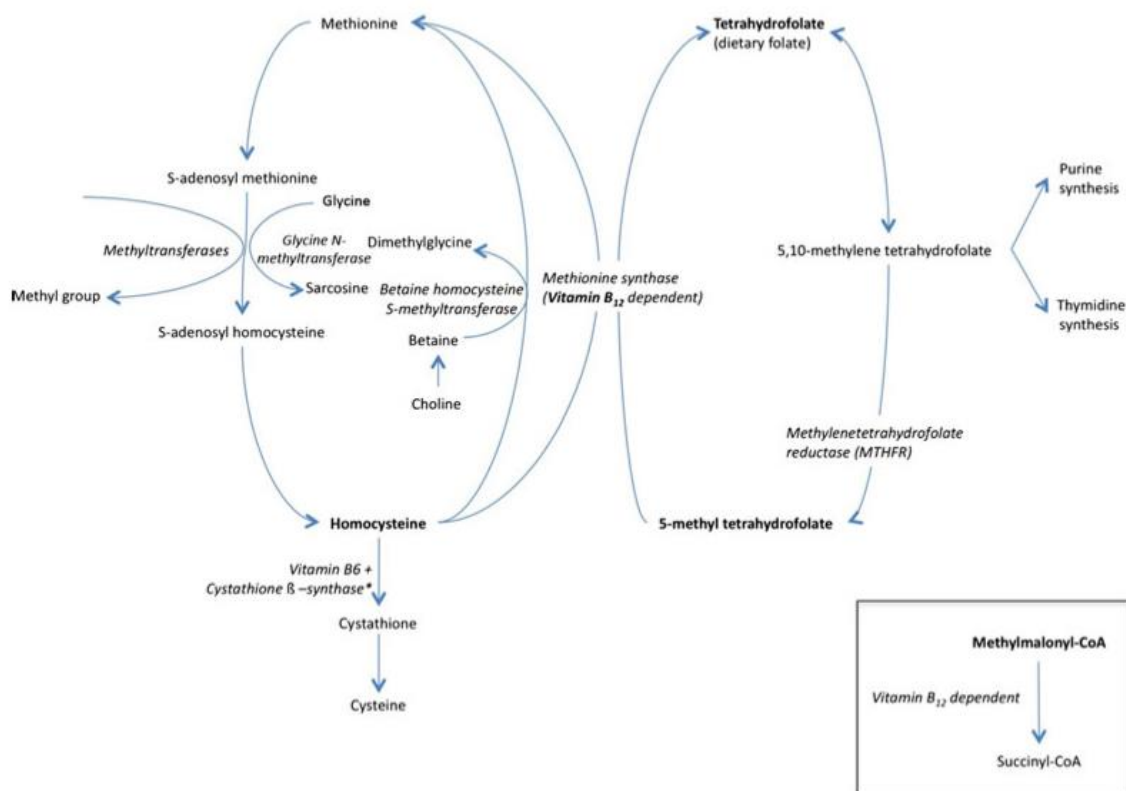 Methionine
Tetrahydrofolate
(dietary folate)
S-adenosyl methionine
Glycine
Methyltransferases
Glycine N-
methyltransferase
Dimethylglycine
Sarcosine
Methyl group
Betaine homocysteine
S-methyltransferase
Methionine synthase
(Vitamin B12 dependent)
5,10-methylene tetrahydrofolate
Purine
synthesis
Thymidine
synthesis
S-adenosyl homocysteine
Betaine
Choline
Methylenetetrahydrofolate
reductase (MTHFR)
Homocysteine
5-methyl tetrahydrofolate
Vitamin B6 +
Cystathione ß –synthase*
Cystathione
Cysteine
Methylmalonyl-CoA
Vitamin B12 dependent
Succinyl-CoA